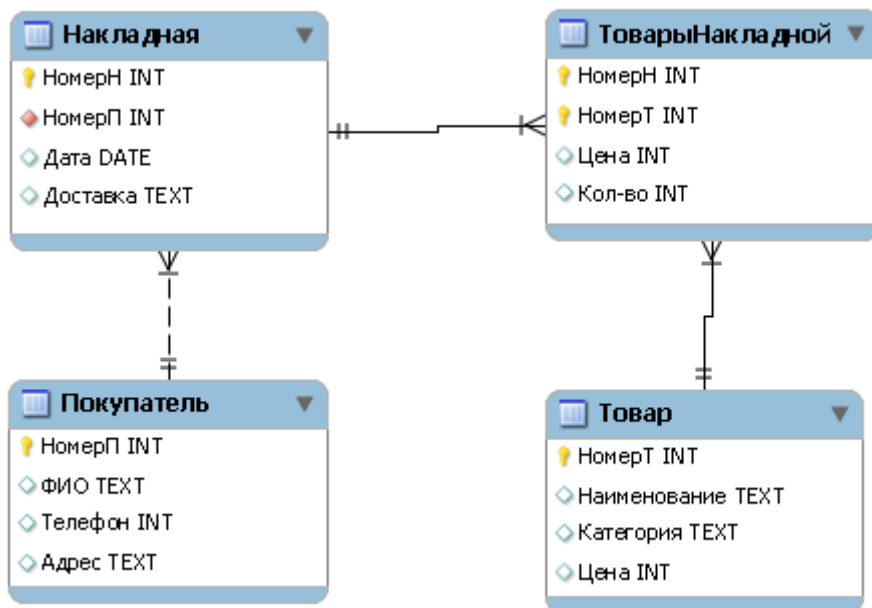 Накладная
НомерН INT
НомерП INT
Дата DATE
Доставка TEXT
ТоварыНакладной
НомерН INT
НомерТ INT
Цена INT
Кол-во INT
Покупатель
НомерП INT
ФИО TEXT
Телефон INT
Адрес TEXT
Товар
НомерТ INT
Наименование TEXT
Категория TEXT
Цена INT